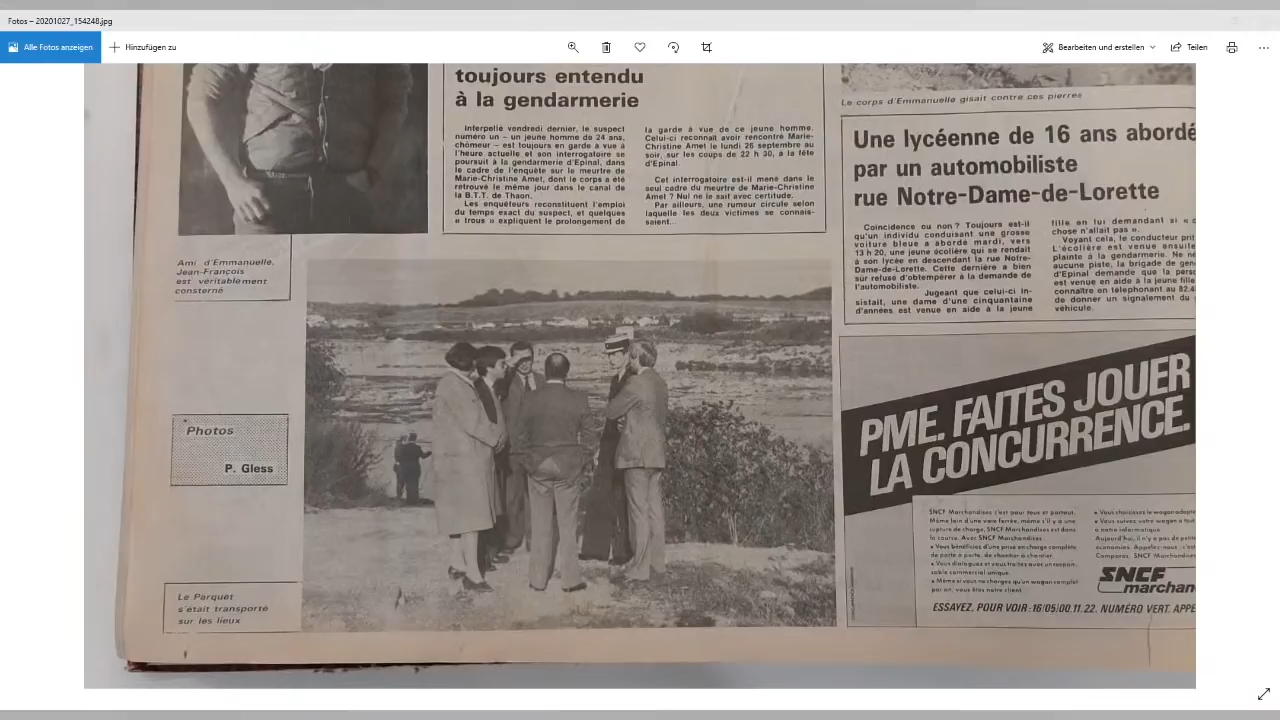 Fotos – 20201027_154248.jpg
Alle Fotos anzeigen
Hinzufügen zu
Bearbeiten und erstellen
Teilen
toujours entendu
à la gendarmerie
Interpellé vendredi dernier, le suspect
numéro un – un jeune homme de 24 ans,
chômeur – est toujours en garde à vue à
l'heure actuelle et son interrogatoire se
poursuit à la gendarmerie d'Epinal, dans
le cadre de l'enquête sur le meurtre de
Marie-Christine Amet, dont le corps a été
retrouvé le même jour dans le canal de
la B.T.T. de Thaon.
Les enquêteurs reconstituent l'emploi
du temps exact du suspect, et quelques
« trous » expliquent le prolongement de
la garde à vue de ce jeune homme.
Celui-ci reconnaît avoir rencontré Marie-
Christine Amet le lundi 26 septembre au
soir, sur les coups de 22 h 30, à la fête
d'Epinal.
Cet interrogatoire est-il mené dans le
seul cadre du meurtre de Marie-Christine
Amet ? Nul ne le sait avec certitude.
Par ailleurs, une rumeur circule selon
laquelle les deux victimes se connais-
saient...
Le corps d'Emmanuelle gisait contre ces pierres
Une lycéenne de 16 ans abordé
par un automobiliste
rue Notre-Dame-de-Lorette
Coïncidence ou non ? Toujours est-il
qu'un individu conduisant une grosse
voiture bleue a abordé mardi, vers
13 h 20, une jeune écolière qui se rendait
à son lycée en descendant la rue Notre-
Dame-de-Lorette. Cette dernière a bien
sûr refusé d'obtempérer à la demande de
l'automobiliste.
Jugeant que celui-ci in-
sistait, une dame d'une cinquantaine
d'années est venue en aide à la jeune
fille en lui demandant si « 
chose n'allait pas ».
Voyant cela, le conducteur prit
L'écolière est venue ensuite
plainte à la gendarmerie. Ne
aucune piste, la brigade de gen
d'Epinal demande que la pers
est venue en aide à la jeune fille
connaître en téléphonant au 82.4
de donner un signalement du
véhicule.
Ami d'Emmanuelle,
Jean-François
est véritablement
consterné
Photos
P. Gless
Le Parquet
s'était transporté
sur les lieux
PME. FAITES JOUER
LA CONCURRENCE.
SNCF Marchandises c'est pour tous et partout.
Même loin d'une voie ferrée, même s'il y a une
rupture de charge, SNCF Marchandises est dans
la course. Avec SNCF Marchandises :
• Vous bénéficiez d'une prise en charge complète
de porte à porte, de chantier à chantier.
• Vous dialoguez et vous traitez avec un respon-
sable commercial unique.
• Même si vous ne chargez qu'un wagon complet
par an, vous êtes notre client.
• Vous choisissez le wagon adapté
• Vous suivez votre wagon à tout
à notre informatique.
Aujourd'hui, il n'y a pas de petite
économies. Appelez-nous : c'est
Comparez. SNCF Marchandises
SNCF
marchan
ESSAYEZ. POUR VOIR : 16/05/00.11.22. NUMÉRO VERT. APPE